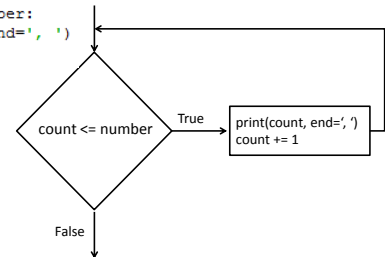 ber:
nd=', ')
count <= number
True
print(count, end=‘, ‘)
count += 1
False